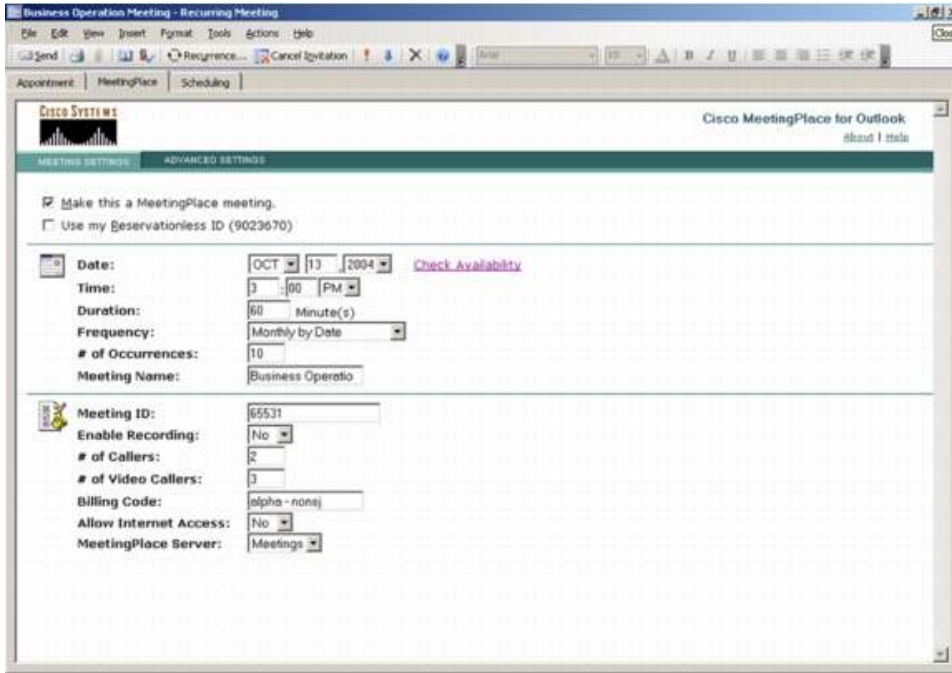 Business Operation Meeting - Recurring Meeting
File Edit View Insert Format Tools Actions Help
Clos
Send Recurrence... Cancel Invitation ! X Arial 10 A B I U
Appointment MeetingPlace Scheduling
CISCO SYSTEMS
Cisco MeetingPlace for Outlook
About | Help
MEETING SETTINGS ADVANCED SETTINGS
Make this a MeetingPlace meeting.
Use my Reservationless ID (9023670)
Date: OCT 13 , 2004 Check Availability
Time: 3 : 00 PM
Duration: 60 Minute(s)
Frequency: Monthly by Date
# of Occurrences: 10
Meeting Name: Business Operatio
Meeting ID: 65531
Enable Recording: No
# of Callers: 2
# of Video Callers: 3
Billing Code: alpha - nonsj
Allow Internet Access: No
MeetingPlace Server: Meetings